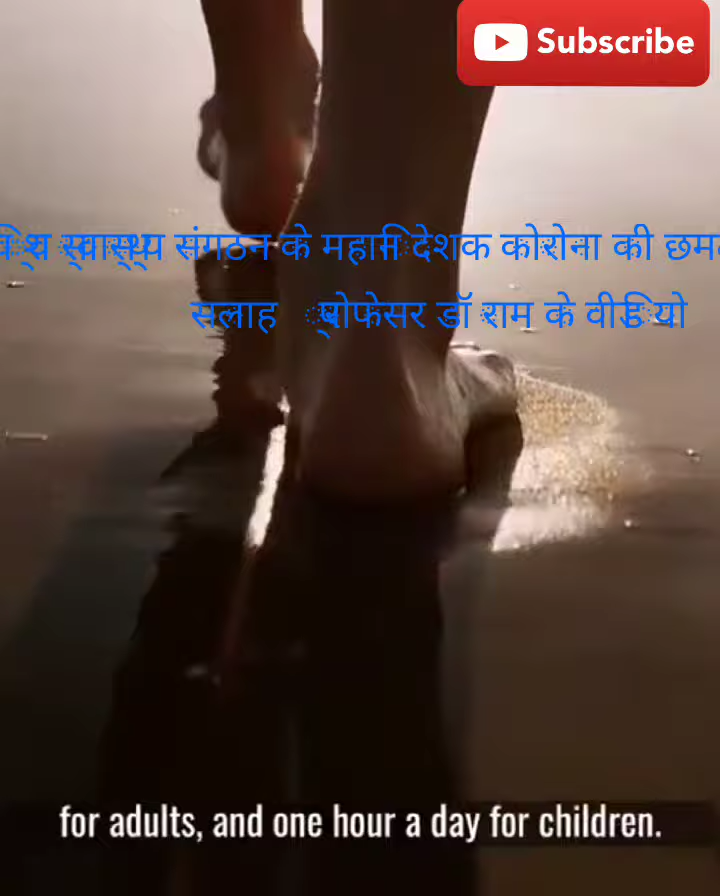 Subscribe
विश्व स्वास्थ्य संगठन के महानिदेशक कोरोना की
सलाह प्रोफेसर डॉ राम के वीडियो
for adults, and one hour a day for children.